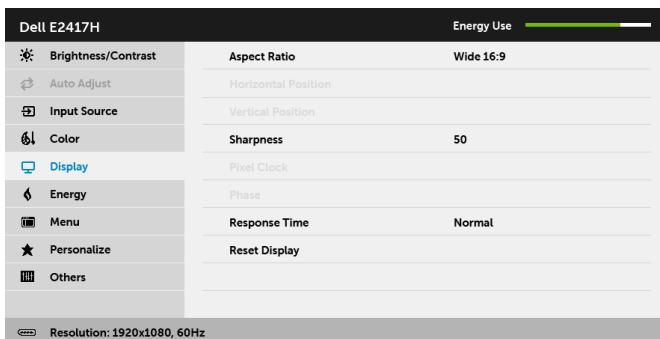 Dell E2417H Energy Use
Brightness/Contrast Aspect Ratio Wide 16:9
Auto Adjust Horizontal Position
Input Source Vertical Position
Color Sharpness 50
Display Pixel Clock
Energy Phase
Menu Response Time Normal
Personalize Reset Display
Others
Resolution: 1920x1080, 60Hz